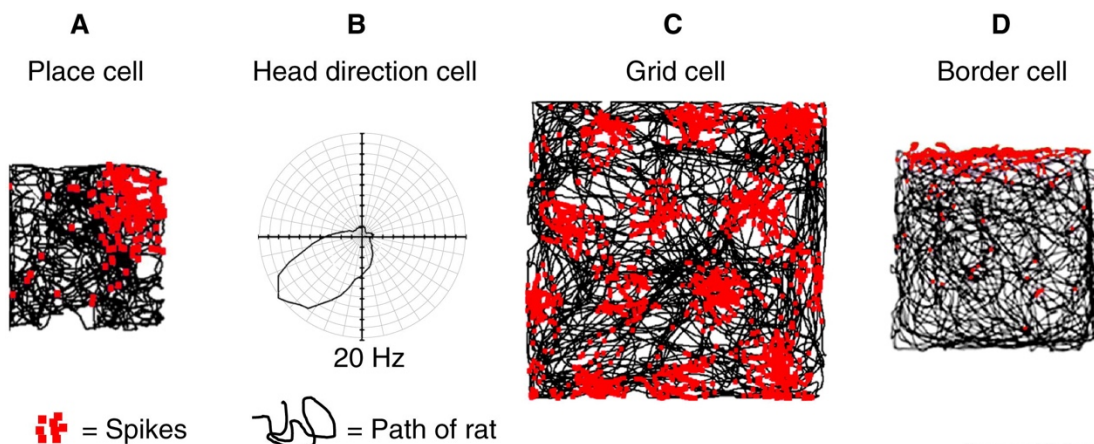 A
B
C
D
Place cell
Head direction cell
Grid cell
Border cell
20 Hz
= Spikes
= Path of rat